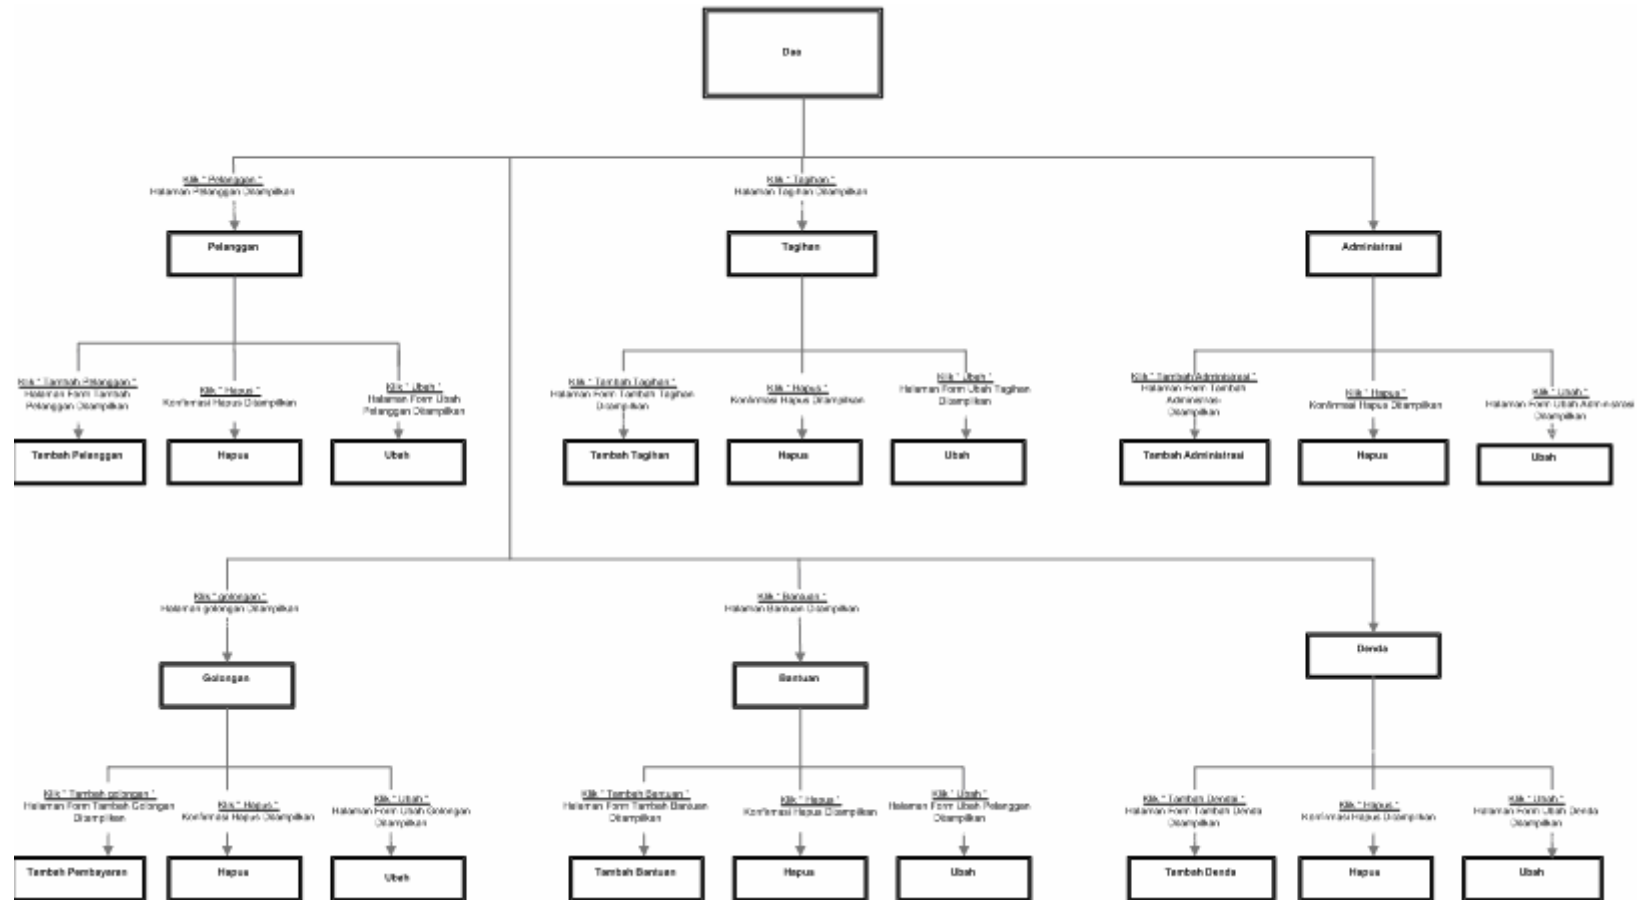 Das
Klik " Pelanggan "
Halaman Pelanggan Ditampilkan
Klik " Tagihan "
Halaman Tagihan Ditampilkan
Pelanggan
Tagihan
Administrasi
Klik " Tambah Pelanggan "
Halaman Form Tambah
Pelanggan Ditampilkan
Klik " Hapus "
Konfirmasi Hapus Ditampilkan
Klik " Ubah "
Halaman Form Ubah
Pelanggan Ditampilkan
Klik " Tambah Tagihan "
Halaman Form Tambah Tagihan
Ditampilkan
Klik " Hapus "
Konfirmasi Hapus Ditampilkan
Klik " Ubah "
Halaman Form Ubah Tagihan
Ditampilkan
Klik " Tambah Administrasi "
Halaman Form Tambah
Administrasi
Ditampilkan
Klik " Hapus "
Konfirmasi Hapus Ditampilkan
Klik " Ubah "
Halaman Form Ubah Administrasi
Ditampilkan
Tambah Pelanggan
Hapus
Ubah
Tambah Tagihan
Hapus
Ubah
Tambah Administrasi
Hapus
Ubah
Klik " golongan "
Halaman golongan Ditampilkan
Klik " Bantuan "
Halaman Bantuan Ditampilkan
Golongan
Bantuan
Denda
Klik " Tambah golongan "
Halaman Form Tambah Golongan
Ditampilkan
Klik " Hapus "
Konfirmasi Hapus Ditampilkan
Klik " Ubah "
Halaman Form Ubah Golongan
Ditampilkan
Klik " Tambah Bantuan "
Halaman Form Tambah Bantuan
Ditampilkan
Klik " Hapus "
Konfirmasi Hapus Ditampilkan
Klik " Ubah "
Halaman Form Ubah Pelanggan
Ditampilkan
Klik " Tambah Denda "
Halaman Form Tambah Denda
Ditampilkan
Klik " Hapus "
Konfirmasi Hapus Ditampilkan
Klik " Ubah "
Halaman Form Ubah Denda
Ditampilkan
Tambah Pembayaran
Hapus
Ubah
Tambah Bantuan
Hapus
Ubah
Tambah Denda
Hapus
Ubah